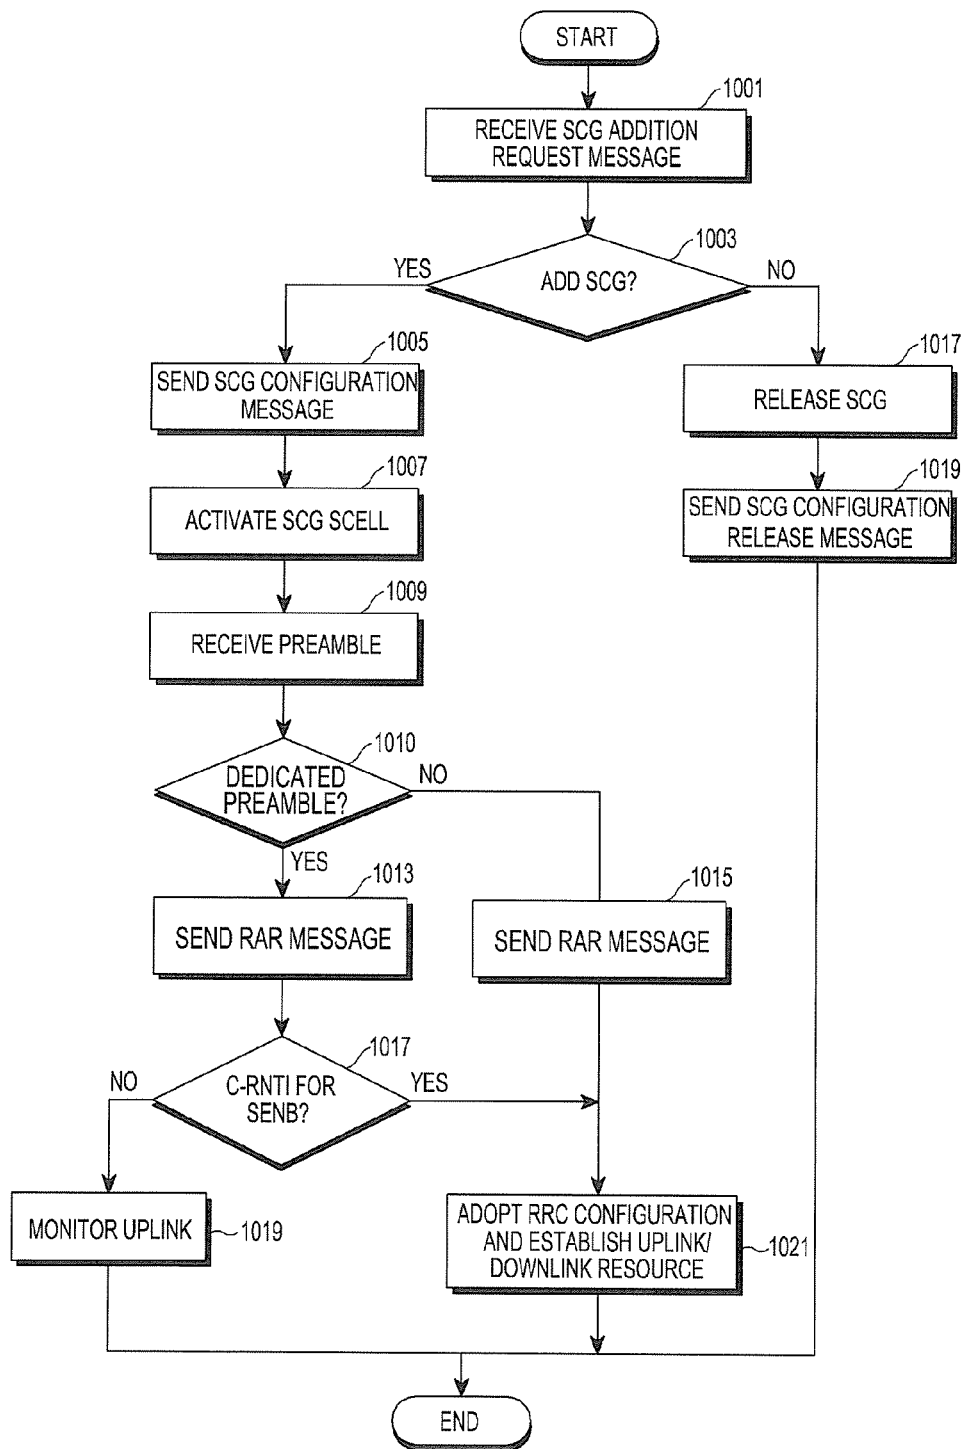 START
1001
RECEIVE SCG ADDITION
REQUEST MESSAGE
1003
ADD SCG?
YES
NO
1005
SEND SCG CONFIGURATION
MESSAGE
1017
RELEASE SCG
1007
ACTIVATE SCG SCELL
1019
SEND SCG CONFIGURATION
RELEASE MESSAGE
1009
RECEIVE PREAMBLE
1010
DEDICATED
PREAMBLE?
NO
YES
1013
SEND RAR MESSAGE
1015
SEND RAR MESSAGE
1017
C-RNTI FOR
SENB?
NO
YES
MONITOR UPLINK
1019
ADOPT RRC CONFIGURATION
AND ESTABLISH UPLINK/
DOWNLINK RESOURCE
1021
END